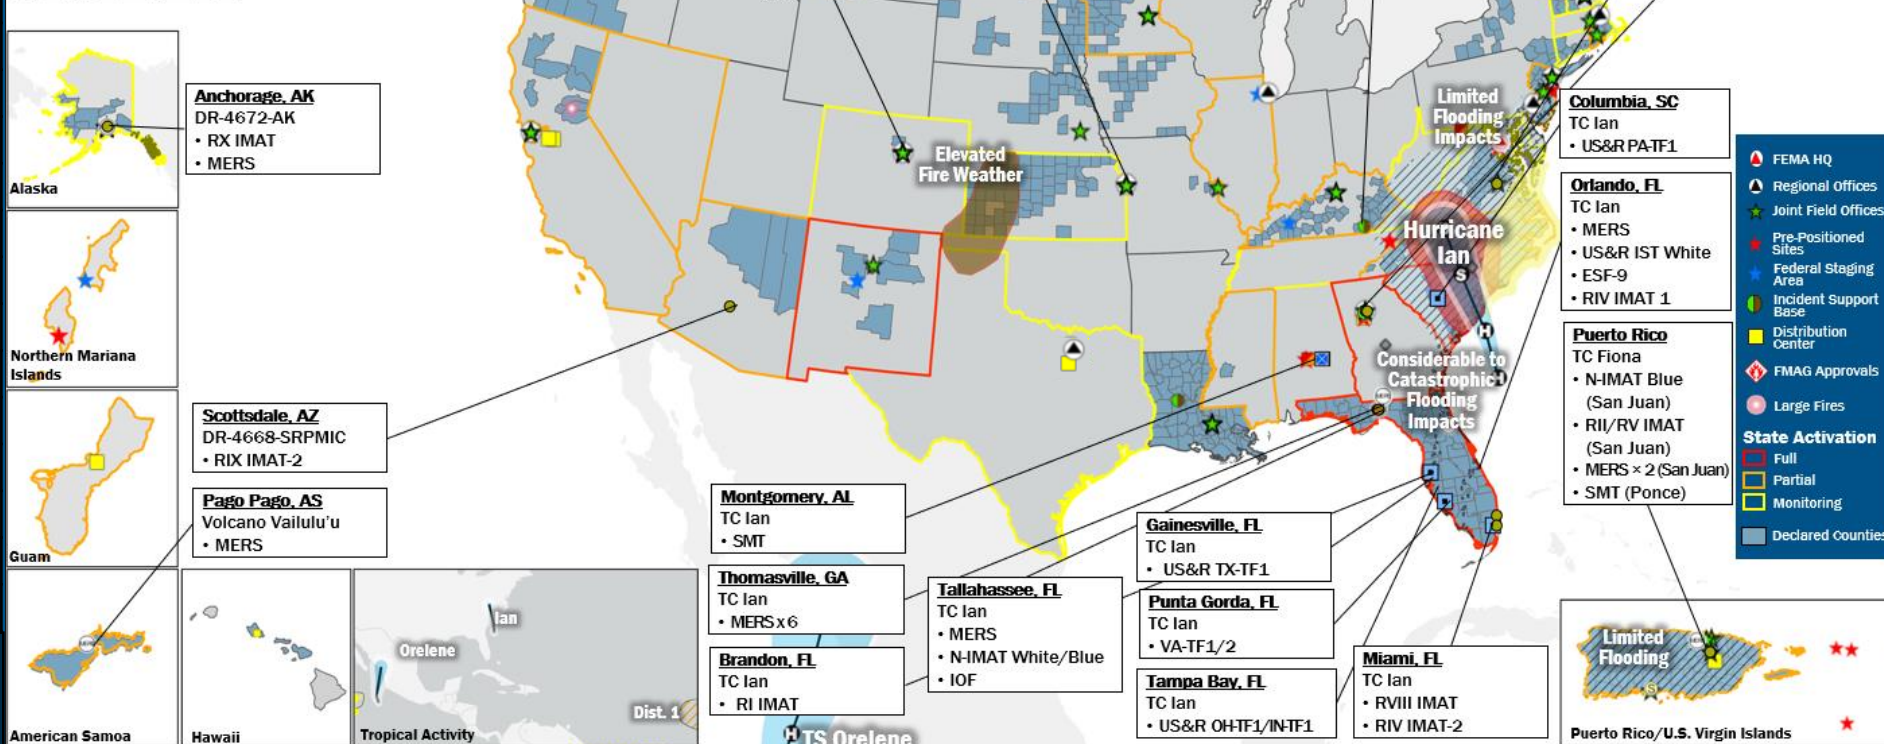 Anchorage, AK
DR-4672-AK
• RX IMAT
• MERS
Alaska
Northern Mariana
Islands
Guam
American Samoa
Hawaii
Scottsdale, AZ
DR-4668-SRPMIC
• RIX IMAT-2
Pago Pago, AS
Volcano Vailulu'u
• MERS
Orelene
Ian
Dist. 1
Tropical Activity
Elevated
Fire Weather
Limited
Flooding
Impacts
Hurricane
Ian
S
H
Considerable to
Catastrophic
Flooding
Impacts
Montgomery, AL
TC Ian
• SMT
Thomasville, GA
TC Ian
• MERS x 6
Brandon, FL
TC Ian
• RI IMAT
H TS Orelene
Tallahassee, FL
TC Ian
• MERS
• N-IMAT White/Blue
• IOF
Gainesville, FL
TC Ian
• US&R TX-TF1
Punta Gorda, FL
TC Ian
• VA-TF1/2
Tampa Bay, FL
TC Ian
• US&R OH-TF1/IN-TF1
Miami, FL
TC Ian
• RVIII IMAT
• RIV IMAT-2
Columbia, SC
TC Ian
• US&R PA-TF1
Orlando, FL
TC Ian
• MERS
• US&R IST White
• ESF-9
• RIV IMAT 1
Puerto Rico
TC Fiona
• N-IMAT Blue
(San Juan)
• RII/RV IMAT
(San Juan)
• MERS × 2 (San Juan)
• SMT (Ponce)
Limited
Flooding
S
Puerto Rico/U.S. Virgin Islands
FEMA HQ
Regional Offices
Joint Field Offices
Pre-Positioned
Sites
Federal Staging
Area
Incident Support
Base
Distribution
Center
FMAG Approvals
Large Fires
State Activation
Full
Partial
Monitoring
Declared Counties